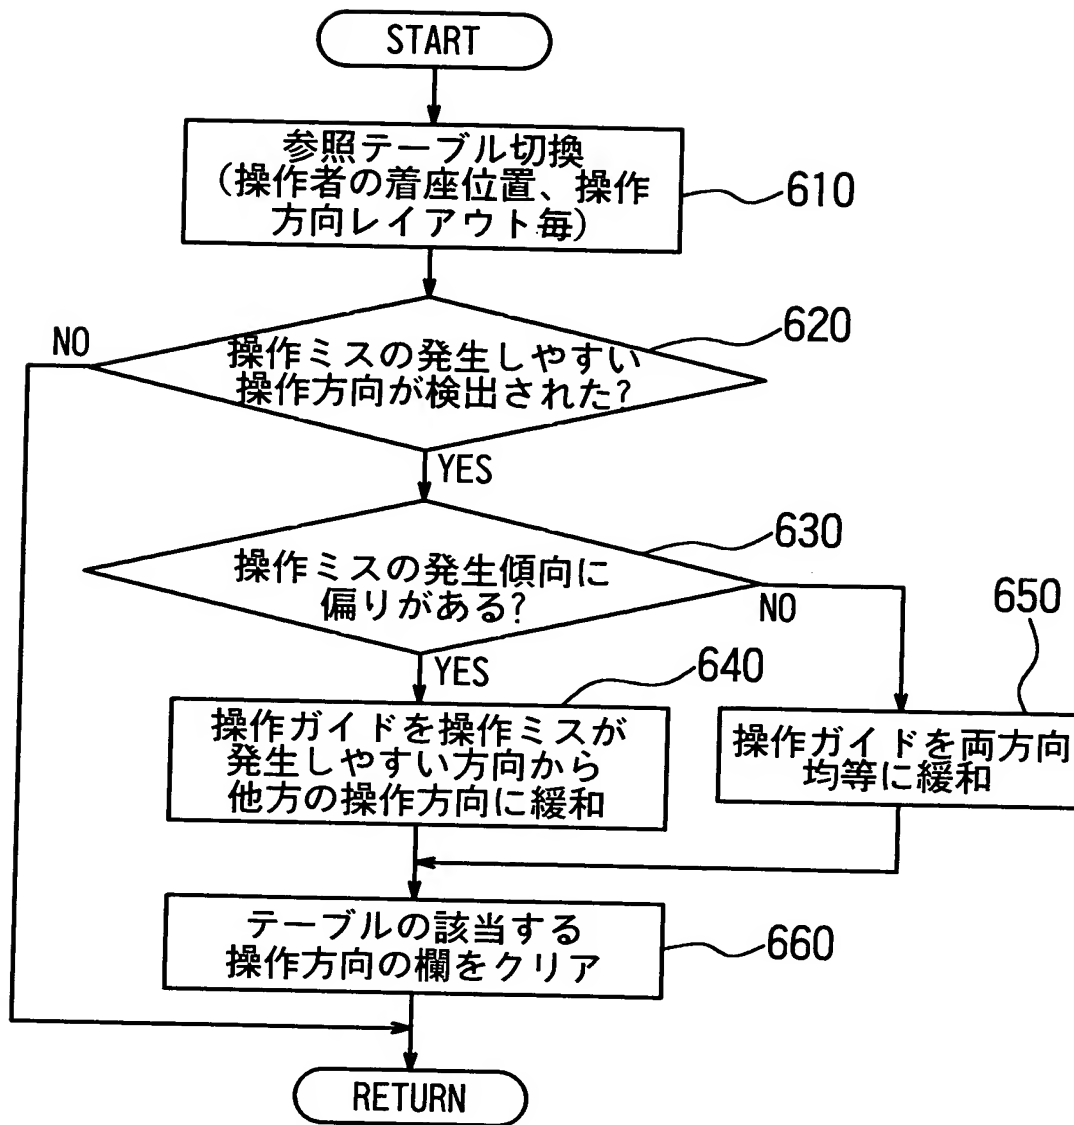 START
参照テーブル切換
(操作者の着座位置、操作
方向レイアウト毎)
610
620
NO
操作ミスの発生しやすい
操作方向が検出された?
YES
630
操作ミスの発生傾向に
偏りがある?
NO
650
YES
640
操作ガイドを操作ミスが
発生しやすい方向から
他方の操作方向に緩和
操作ガイドを両方向
均等に緩和
テーブルの該当する
操作方向の欄をクリア
660
RETURN